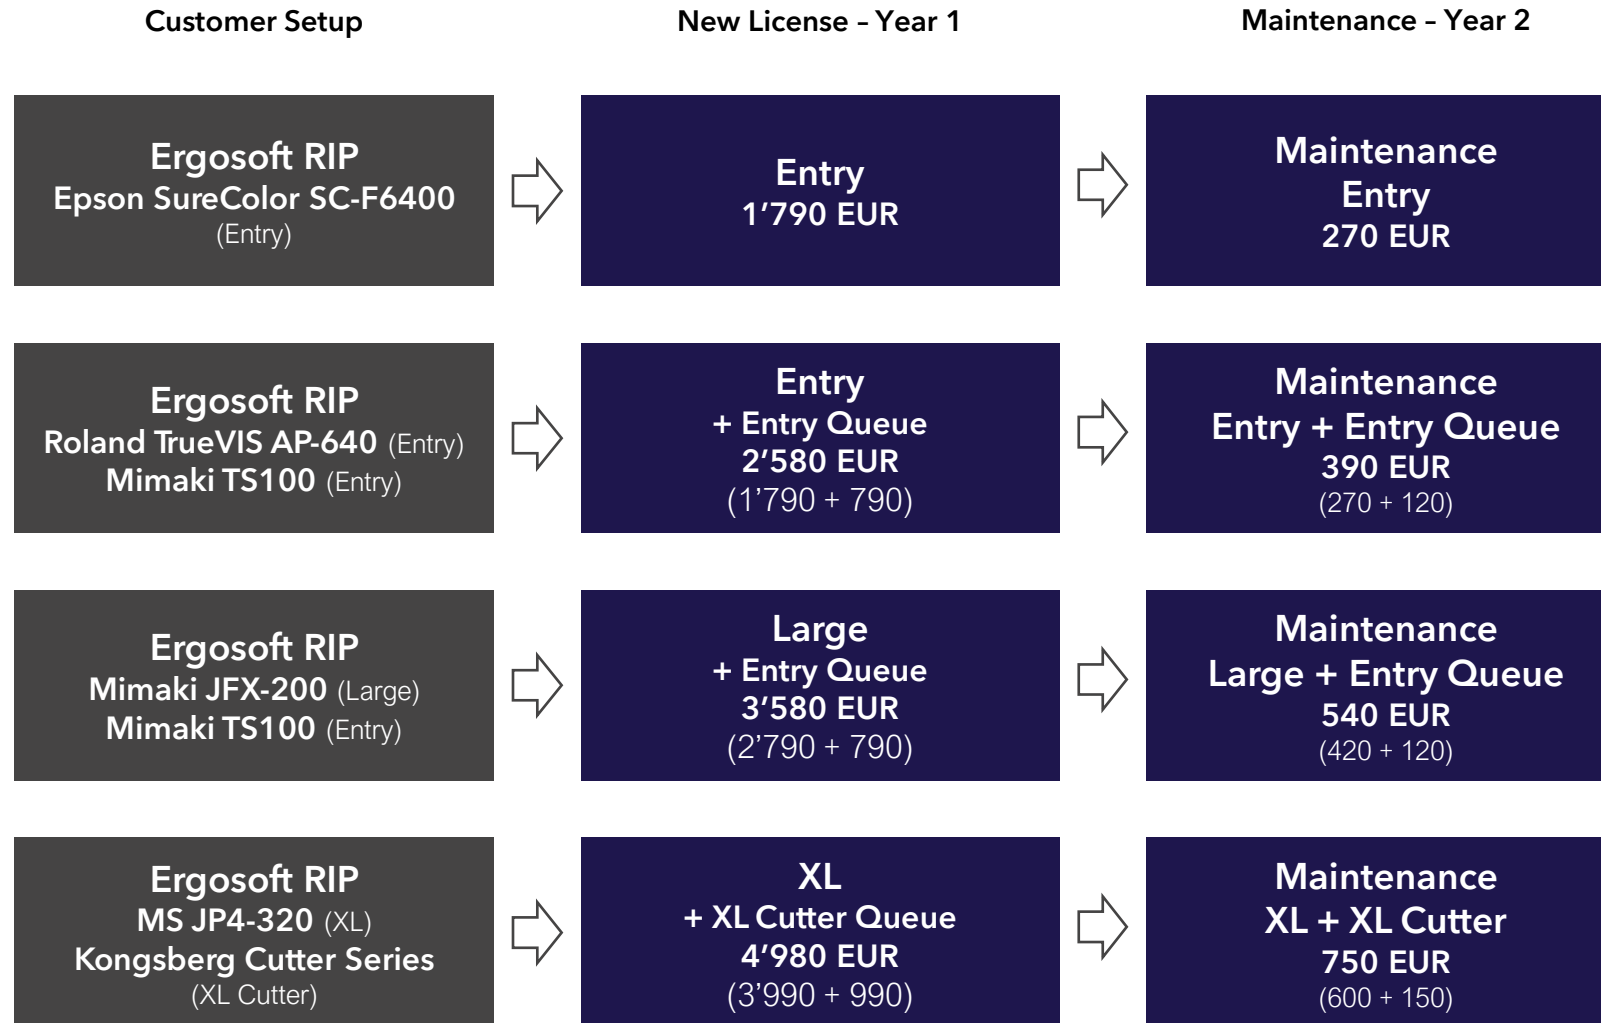 Customer Setup
New License – Year 1
Maintenance – Year 2
Ergosoft RIP
Epson SureColor SC-F6400
(Entry)
Entry
1’790 EUR
Maintenance
Entry
270 EUR
Ergosoft RIP
Roland TrueVIS AP-640 (Entry)
Mimaki TS100 (Entry)
Entry
+ Entry Queue
2’580 EUR
(1’790 + 790)
Maintenance
Entry + Entry Queue
390 EUR
(270 + 120)
Ergosoft RIP
Mimaki JFX-200 (Large)
Mimaki TS100 (Entry)
Large
+ Entry Queue
3’580 EUR
(2’790 + 790)
Maintenance
Large + Entry Queue
540 EUR
(420 + 120)
Ergosoft RIP
MS JP4-320 (XL)
Kongsberg Cutter Series
(XL Cutter)
XL
+ XL Cutter Queue
4’980 EUR
(3’990 + 990)
Maintenance
XL + XL Cutter
750 EUR
(600 + 150)